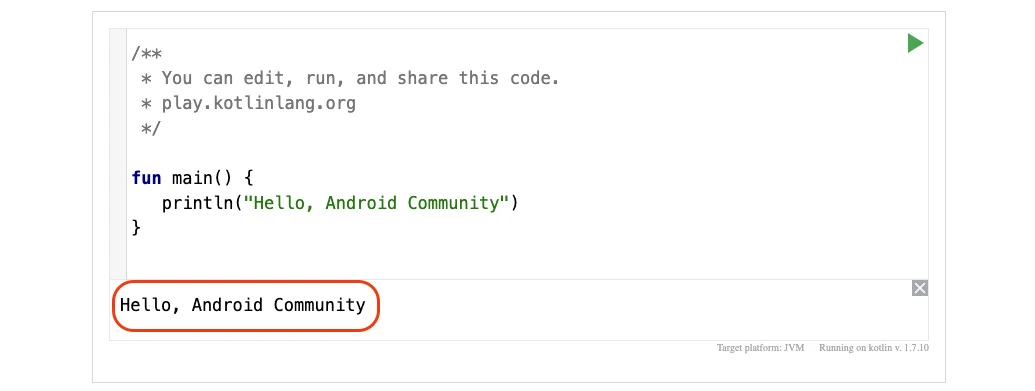 /**
 * You can edit, run, and share this code.
 * play.kotlinlang.org
 */
fun main() {
   println("Hello, Android Community")
}
Hello, Android Community
Target platform: JVM Running on kotlin v. 1.7.10